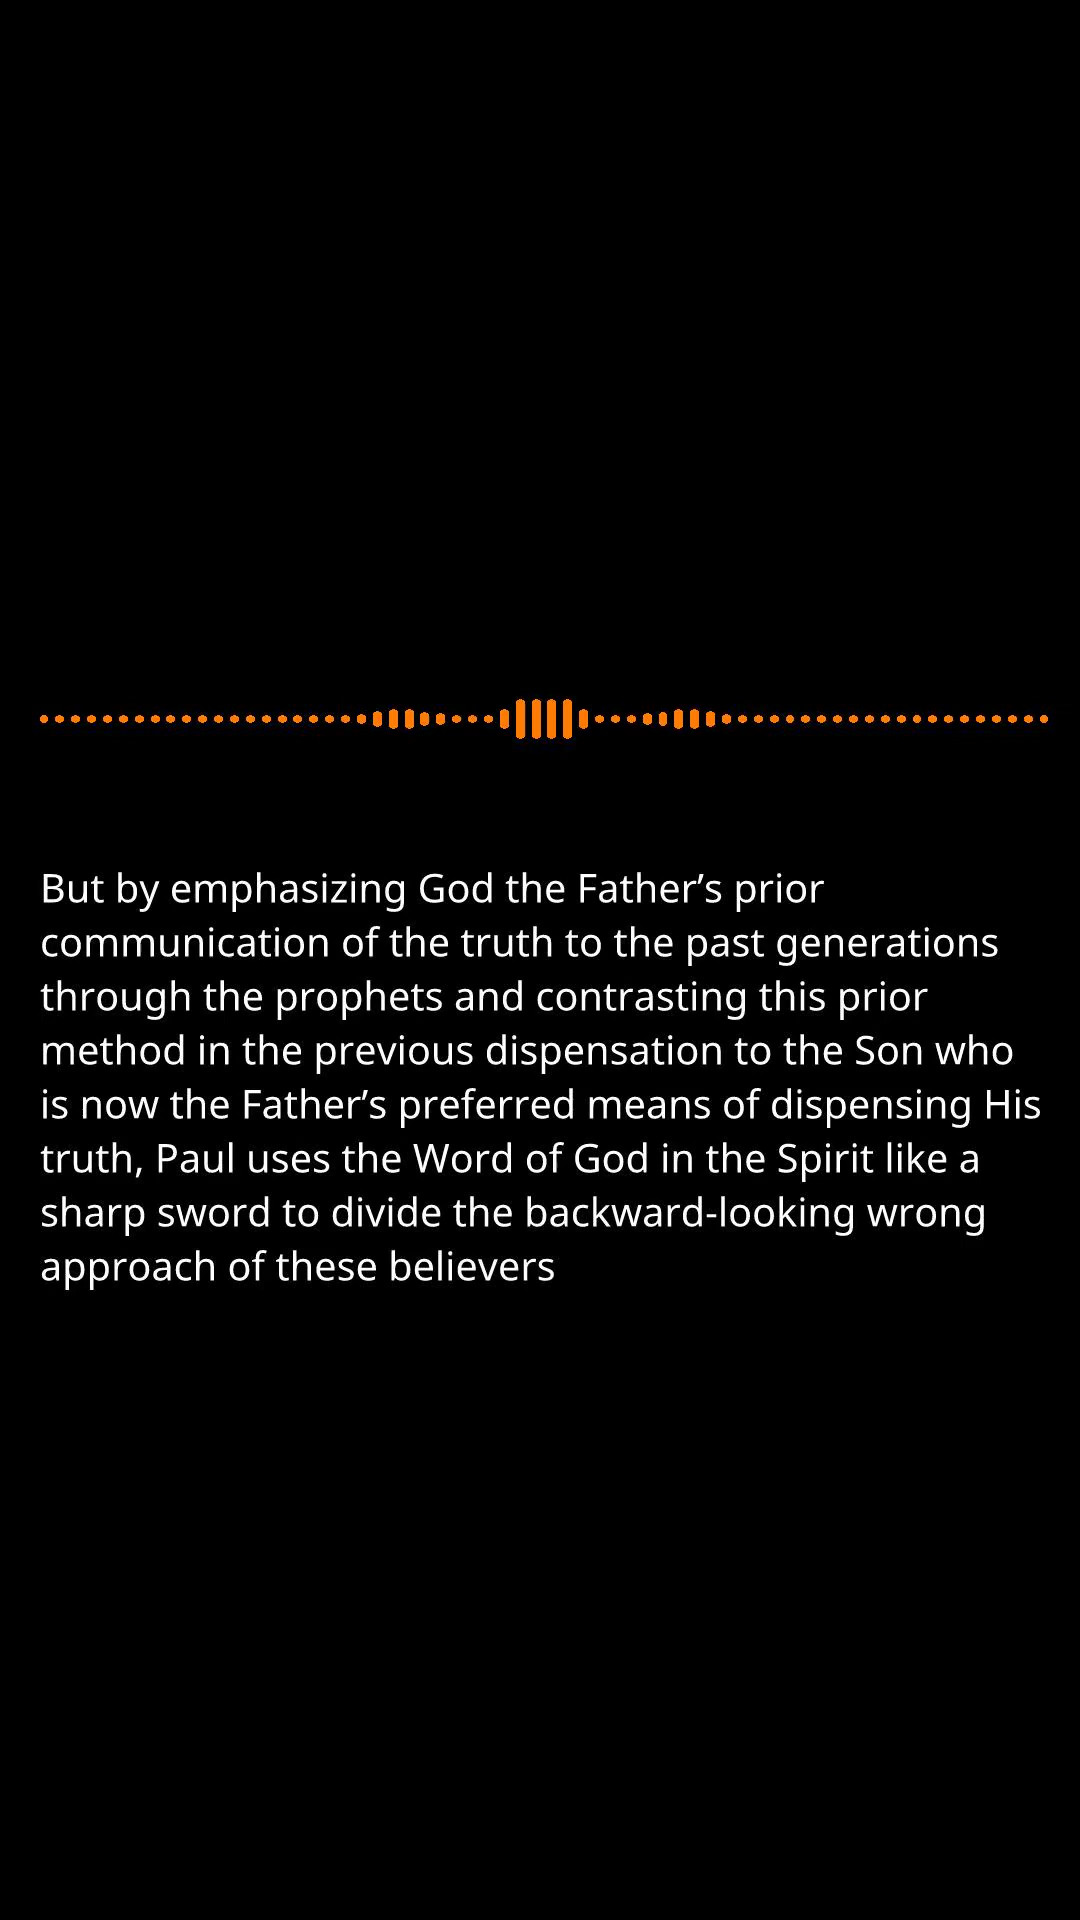 But by emphasizing God the Father’s prior
communication of the truth to the past generations
through the prophets and contrasting this prior
method in the previous dispensation to the Son who
is now the Father’s preferred means of dispensing His
truth, Paul uses the Word of God in the Spirit like a
sharp sword to divide the backward-looking wrong
approach of these believers